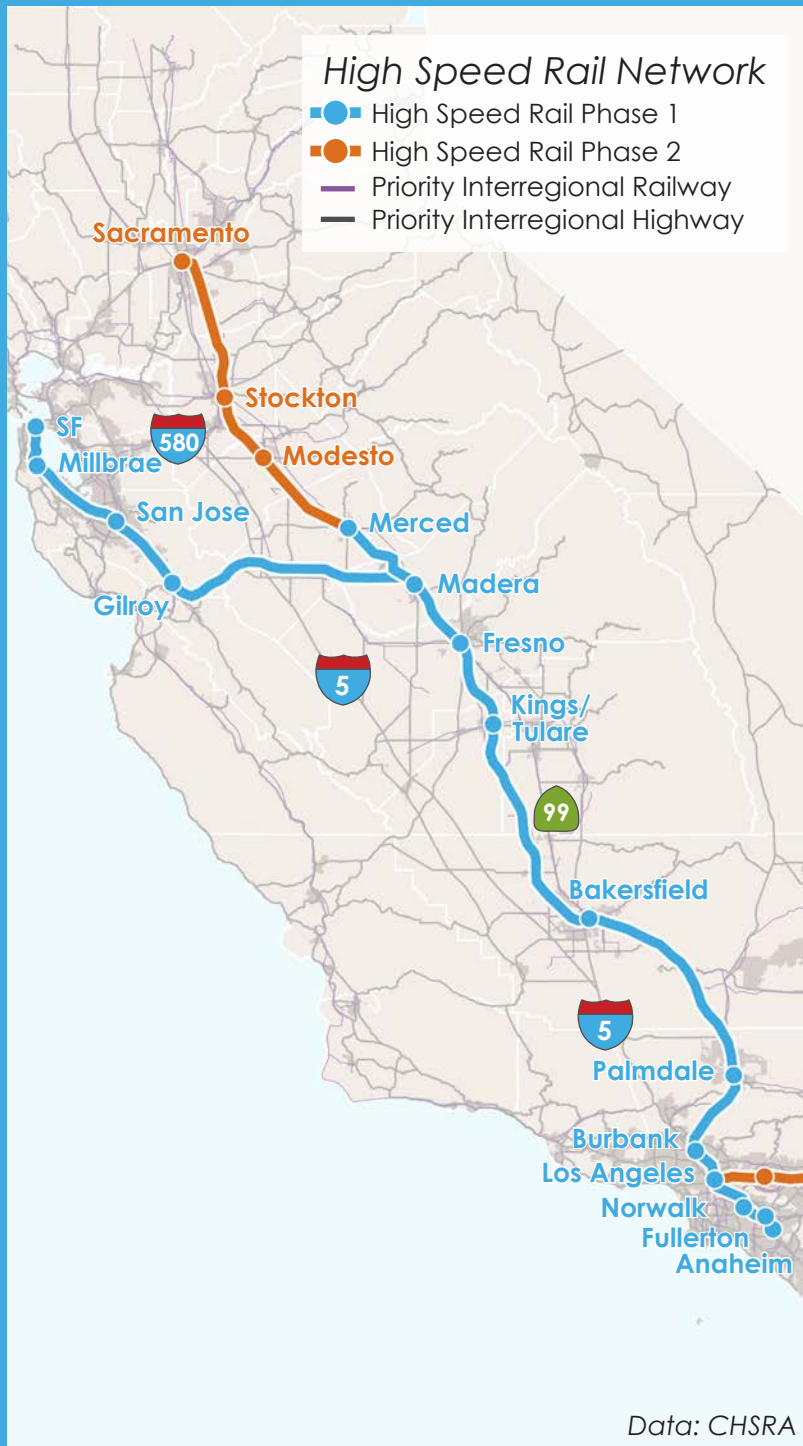 High Speed Rail Network
High Speed Rail Phase 1
High Speed Rail Phase 2
Priority Interregional Railway
Priority Interregional Highway
Sacramento
Stockton
SF
580
Modesto
Millbrae
San Jose
Merced
Madera
Gilroy
Fresno
5
Kings/
Tulare
99
Bakersfield
5
Palmdale
Burbank
Los Angeles
Norwalk
Fullerton
Anaheim
Data: CHSRA